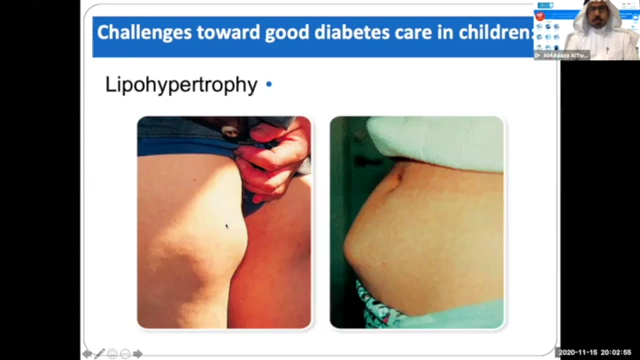 Challenges toward good diabetes care in children:
Lipohypertrophy •
2020-11-15 20:02:55